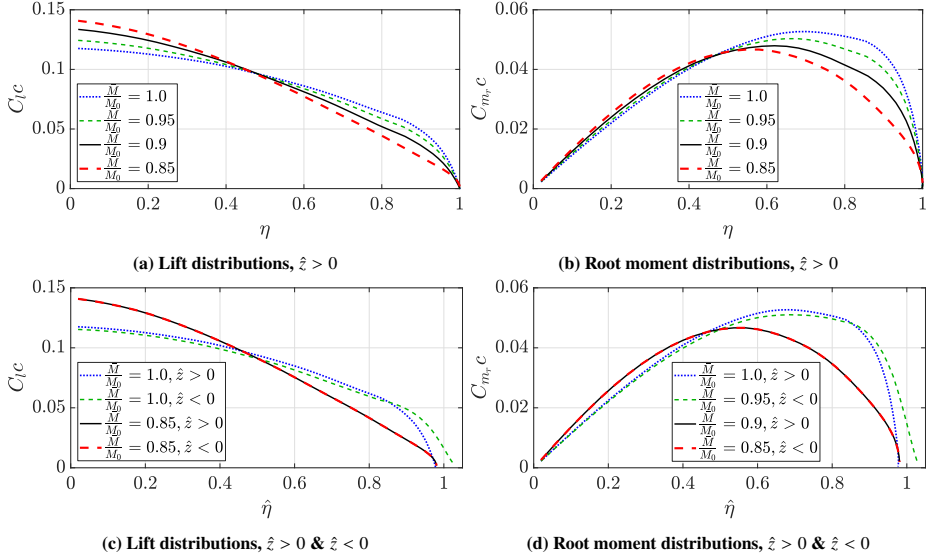 0.15
0.1
0.05
0
C_l c
M̄/M_0 = 1.0
M̄/M_0 = 0.95
M̄/M_0 = 0.9
M̄/M_0 = 0.85
0 0.2 0.4 0.6 0.8 1
η
(a) Lift distributions, ẑ > 0
0.06
0.04
0.02
0
C_{m_r} c
M̄/M_0 = 1.0
M̄/M_0 = 0.95
M̄/M_0 = 0.9
M̄/M_0 = 0.85
0 0.2 0.4 0.6 0.8 1
η
(b) Root moment distributions, ẑ > 0
0.15
0.1
0.05
0
C_l c
M̄/M_0 = 1.0, ẑ > 0
M̄/M_0 = 1.0, ẑ < 0
M̄/M_0 = 0.85, ẑ > 0
M̄/M_0 = 0.85, ẑ < 0
0 0.2 0.4 0.6 0.8 1
η̂
(c) Lift distributions, ẑ > 0 & ẑ < 0
0.06
0.04
0.02
0
C_{m_r} c
M̄/M_0 = 1.0, ẑ > 0
M̄/M_0 = 0.95, ẑ < 0
M̄/M_0 = 0.9, ẑ > 0
M̄/M_0 = 0.85, ẑ < 0
0 0.2 0.4 0.6 0.8 1
η̂
(d) Root moment distributions, ẑ > 0 & ẑ < 0